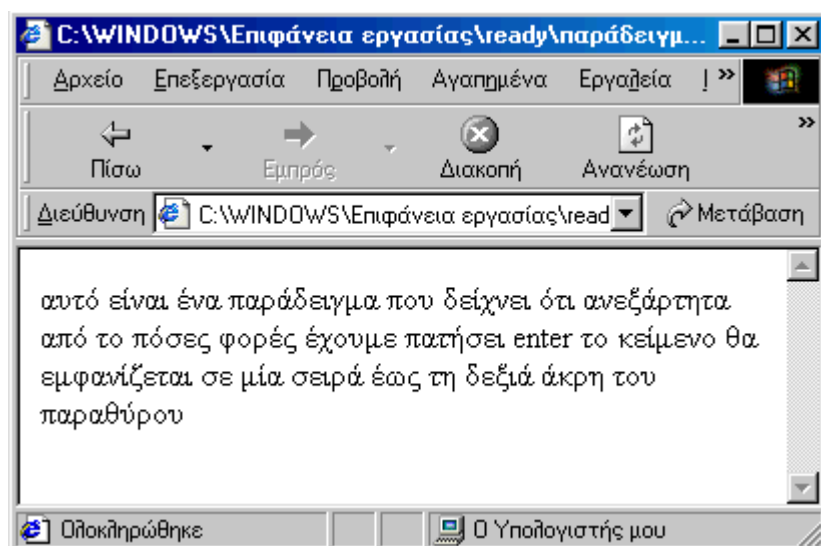 C:\WINDOWS\Επιφάνεια εργασίας\ready\παράδειγμ...
Αρχείο Επεξεργασία Προβολή Αγαπημένα Εργαλεία »
Πίσω Εμπρός Διακοπή Ανανέωση »
Διεύθυνση C:\WINDOWS\Επιφάνεια εργασίας\read Μετάβαση
αυτό είναι ένα παράδειγμα που δείχνει ότι ανεξάρτητα
από το πόσες φορές έχουμε πατήσει enter το κείμενο θα
εμφανίζεται σε μία σειρά έως τη δεξιά άκρη του
παραθύρου
Ολοκληρώθηκε Ο Υπολογιστής μου